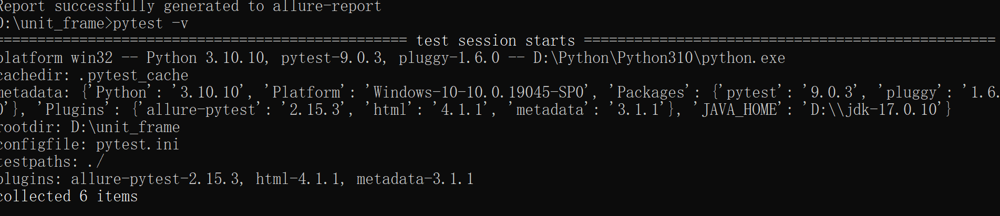 Report successfully generated to allure-report
D:\unit_frame>pytest -v
================================================= test session starts =================================================
platform win32 -- Python 3.10.10, pytest-9.0.3, pluggy-1.6.0 -- D:\Python\Python310\python.exe
cachedir: .pytest_cache
metadata: {'Python': '3.10.10', 'Platform': 'Windows-10-10.0.19045-SP0', 'Packages': {'pytest': '9.0.3', 'pluggy': '1.6.
0'}, 'Plugins': {'allure-pytest': '2.15.3', 'html': '4.1.1', 'metadata': '3.1.1'}, 'JAVA_HOME': 'D:\\jdk-17.0.10'}
rootdir: D:\unit_frame
configfile: pytest.ini
testpaths: ./
plugins: allure-pytest-2.15.3, html-4.1.1, metadata-3.1.1
collected 6 items